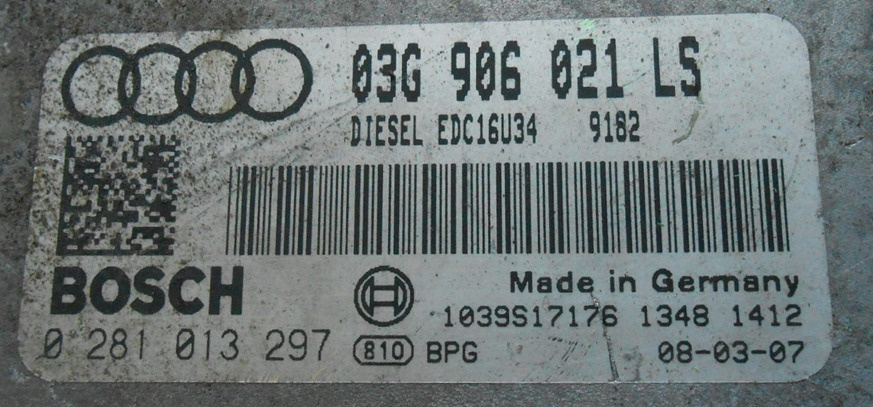 03G 906 021 LS
DIESEL EDC16U34 9182
BOSCH
Made in Germany
1039S17176 1348 1412
0 281 013 297
810 BPG 08-03-07